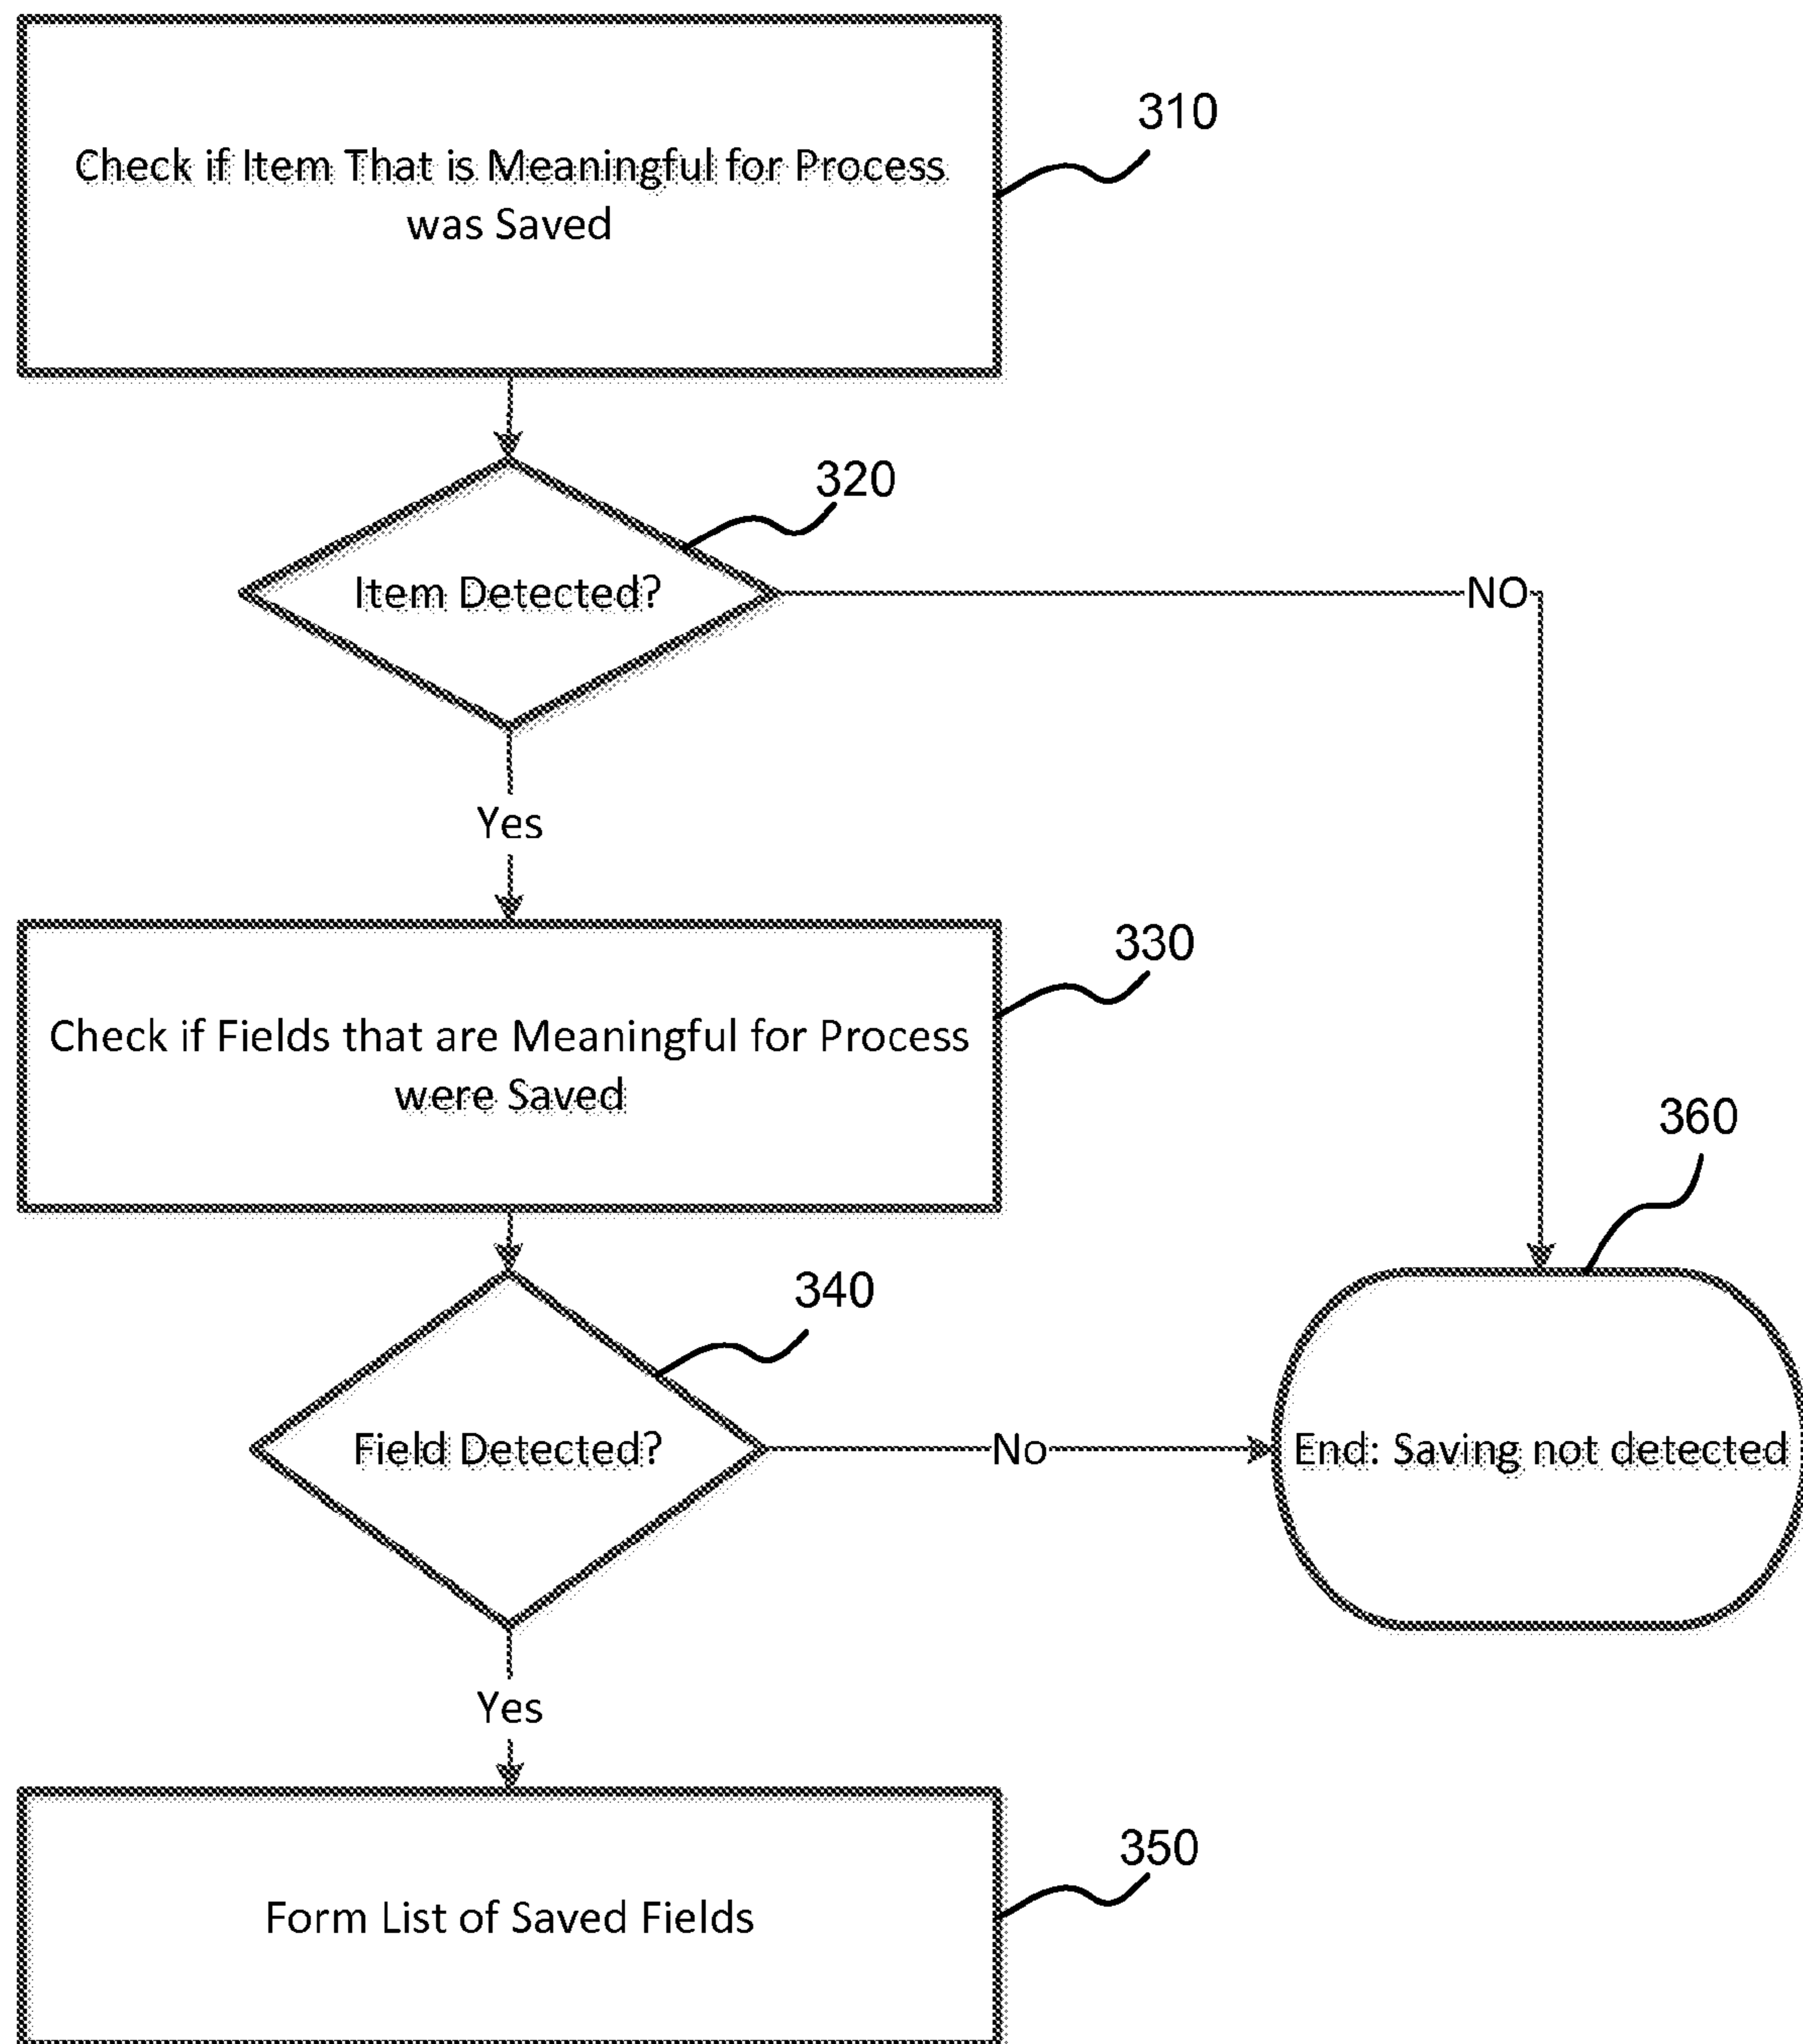 310
Check if Item That is Meaningful for Process
was Saved
320
Item Detected?
NO
Yes
330
Check if Fields that are Meaningful for Process
were Saved
360
340
Field Detected?
No
End: Saving not detected
Yes
350
Form List of Saved Fields